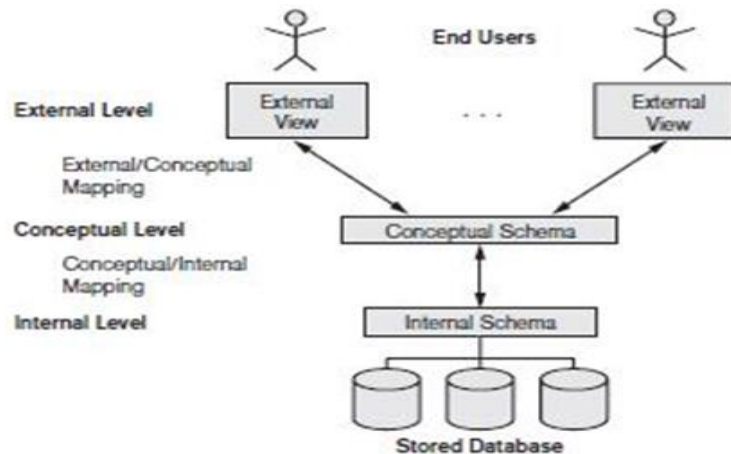 End Users
External Level
External
View
. . .
External
View
External/Conceptual
Mapping
Conceptual Level
Conceptual Schema
Conceptual/Internal
Mapping
Internal Level
Internal Schema
Stored Database